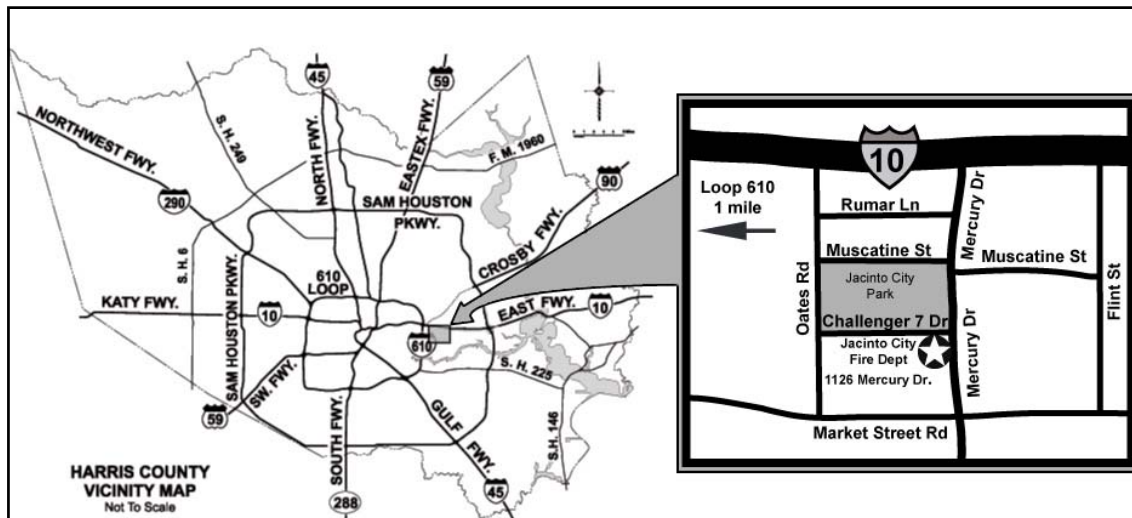 45
59
NORTHWEST FWY.
S. H. 249
NORTH FWY.
EASTEX FWY.
F. M. 1960
90
290
SAM HOUSTON
PKWY.
CROSBY FWY.
S. H. 6
SAM HOUSTON PKWY.
610
LOOP
KATY FWY.
10
EAST FWY.
10
610
S. H. 225
SW. FWY.
59
SOUTH FWY.
GULF FWY.
S.H. 146
288
45
HARRIS COUNTY
VICINITY MAP
Not To Scale
10
Loop 610
1 mile
Rumar Ln
Mercury Dr
Muscatine St
Muscatine St
Oates Rd
Jacinto City
Park
Flint St
Challenger 7 Dr
Jacinto City
Fire Dept
1126 Mercury Dr.
Mercury Dr
Market Street Rd